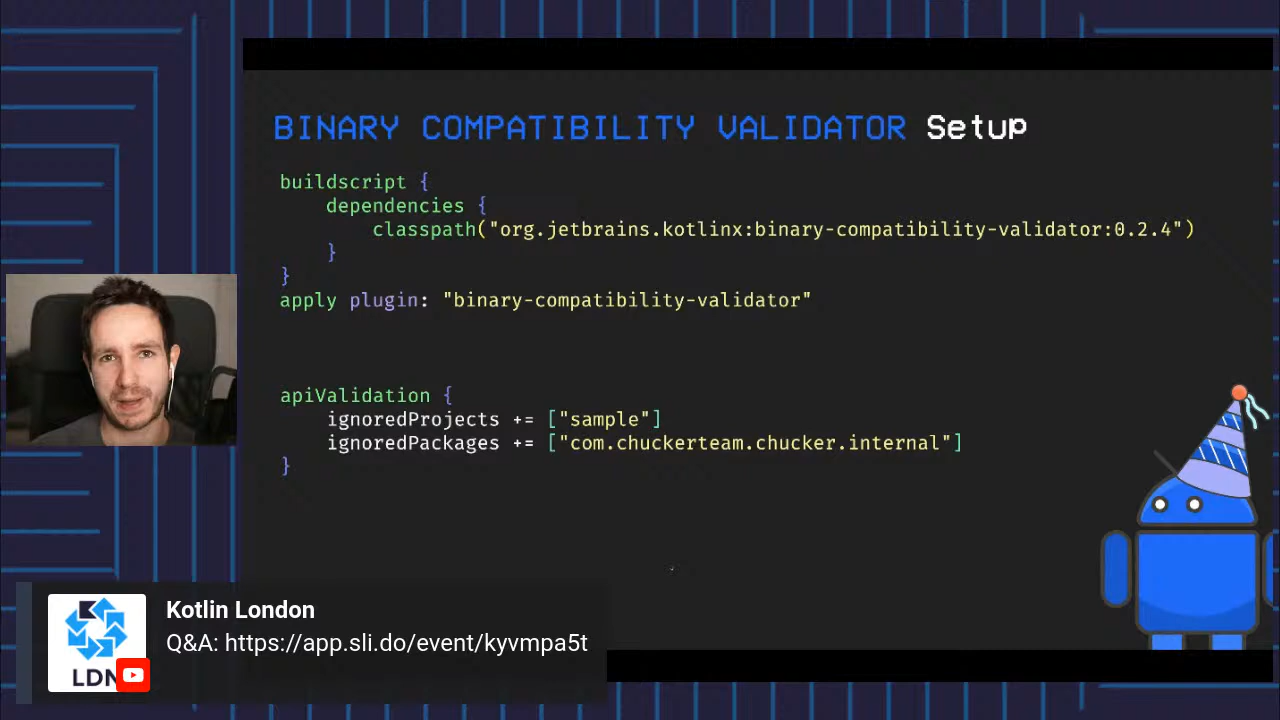 BINARY COMPATIBILITY VALIDATOR Setup
buildscript {
dependencies {
classpath("org.jetbrains.kotlinx:binary-compatibility-validator:0.2.4")
}
}
apply plugin: "binary-compatibility-validator"
apiValidation {
ignoredProjects += ["sample"]
ignoredPackages += ["com.chuckerteam.chucker.internal"]
}
Kotlin London
Q&A: https://app.sli.do/event/kyvmpa5t
LDN